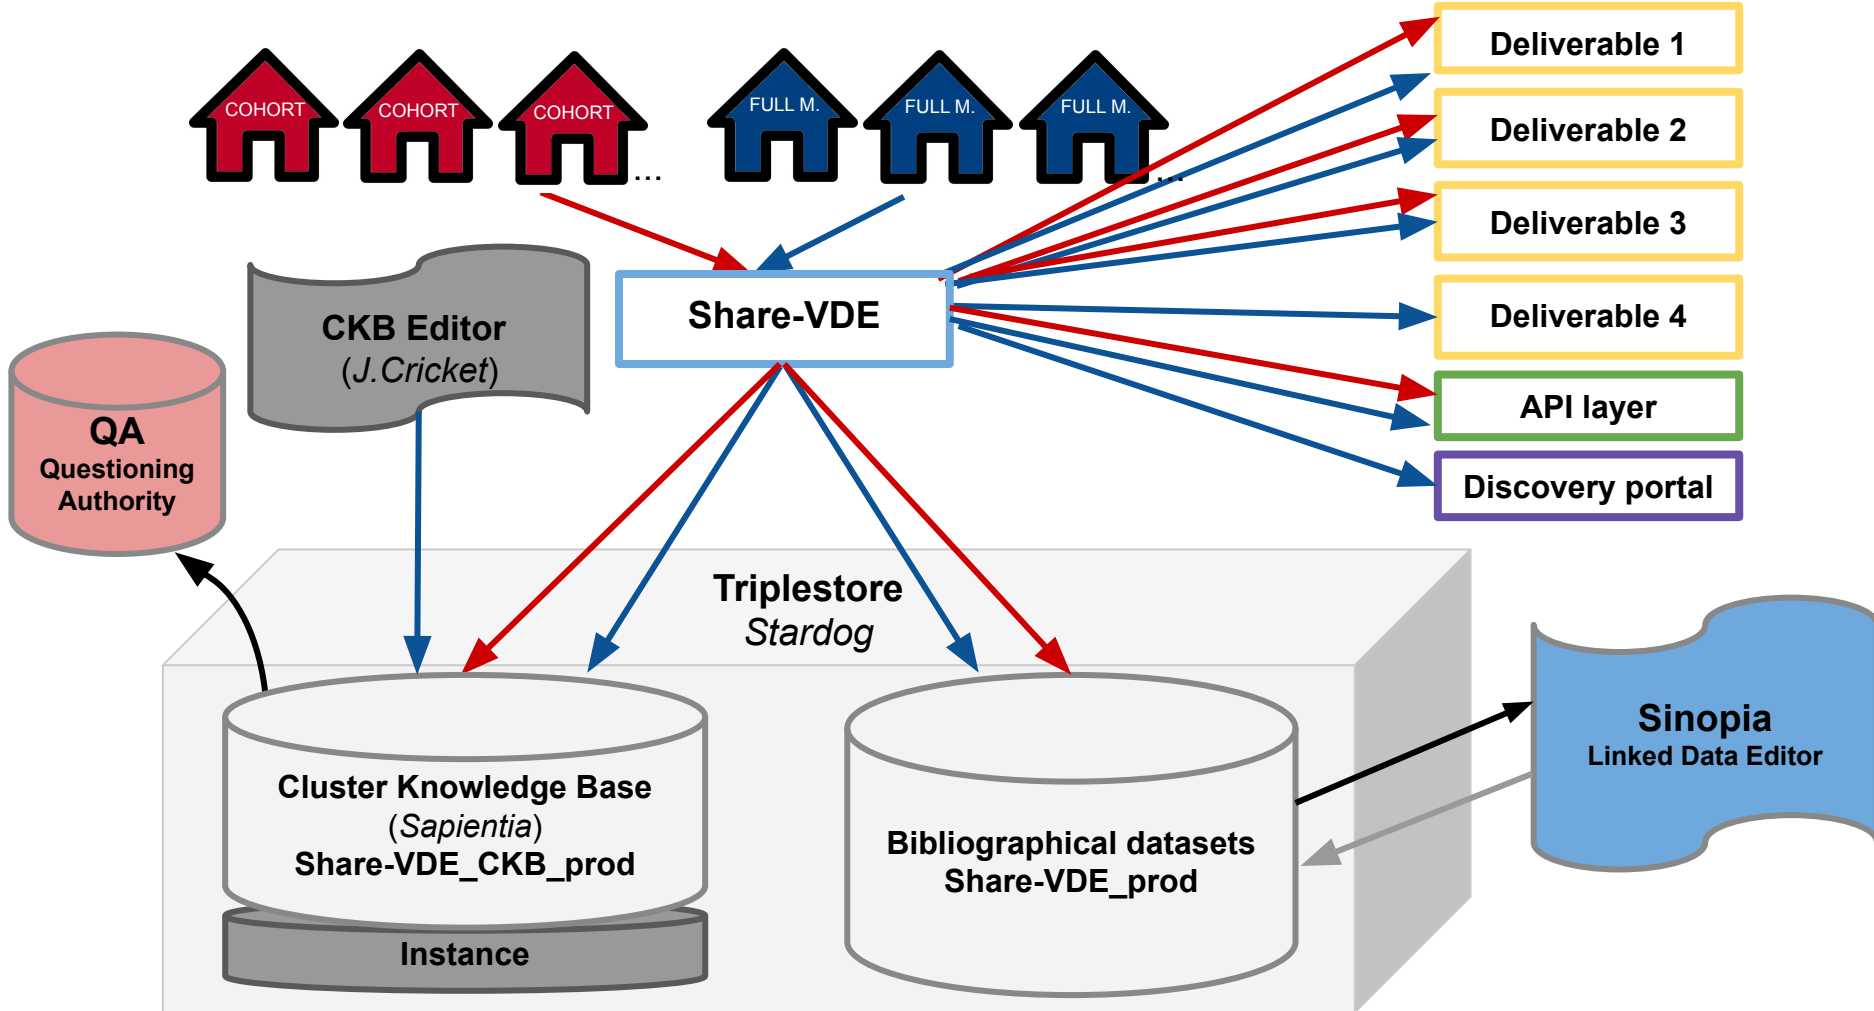 COHORT
COHORT
COHORT
...
FULL M.
FULL M.
FULL M.
...
Deliverable 1
Deliverable 2
Deliverable 3
Deliverable 4
API layer
Discovery portal
Share-VDE
CKB Editor
(J.Cricket)
QA
Questioning
Authority
Triplestore
Stardog
Cluster Knowledge Base
(Sapientia)
Share-VDE_CKB_prod
Instance
Bibliographical datasets
Share-VDE_prod
Sinopia
Linked Data Editor